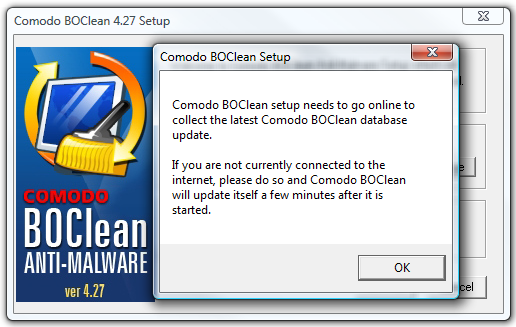 Comodo BOClean 4.27 Setup
Comodo BOClean Setup
Comodo BOClean setup needs to go online to
collect the latest Comodo BOClean database
update.
If you are not currently connected to the
internet, please do so and Comodo BOClean
will update itself a few minutes after it is
started.
OK
COMODO
BOClean
ANTI-MALWARE
ver 4.27